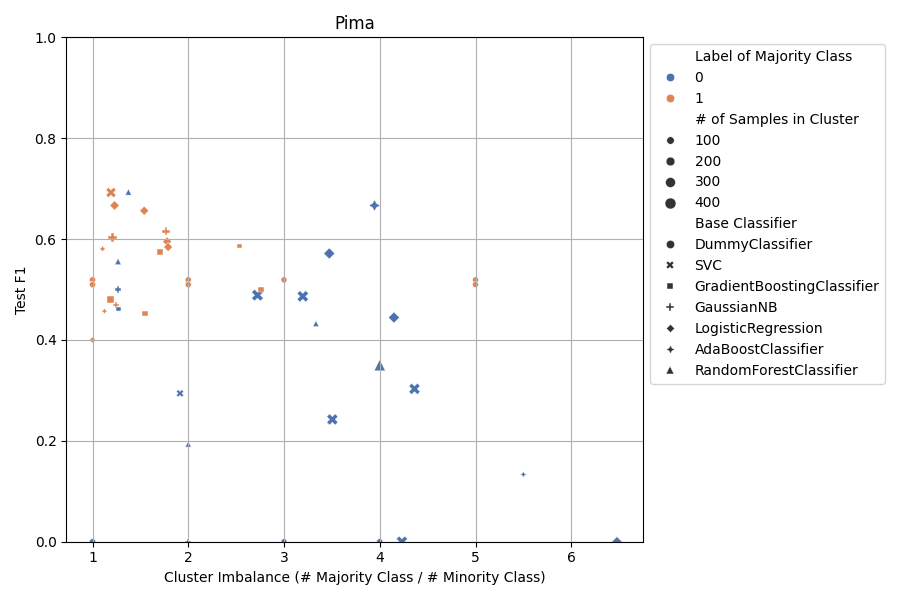 Pima
1.0
0.8
0.6
0.4
0.2
0.0
Test F1
1
2
3
4
5
6
Cluster Imbalance (# Majority Class / # Minority Class)
Label of Majority Class
0
1
# of Samples in Cluster
100
200
300
400
Base Classifier
DummyClassifier
SVC
GradientBoostingClassifier
GaussianNB
LogisticRegression
AdaBoostClassifier
RandomForestClassifier